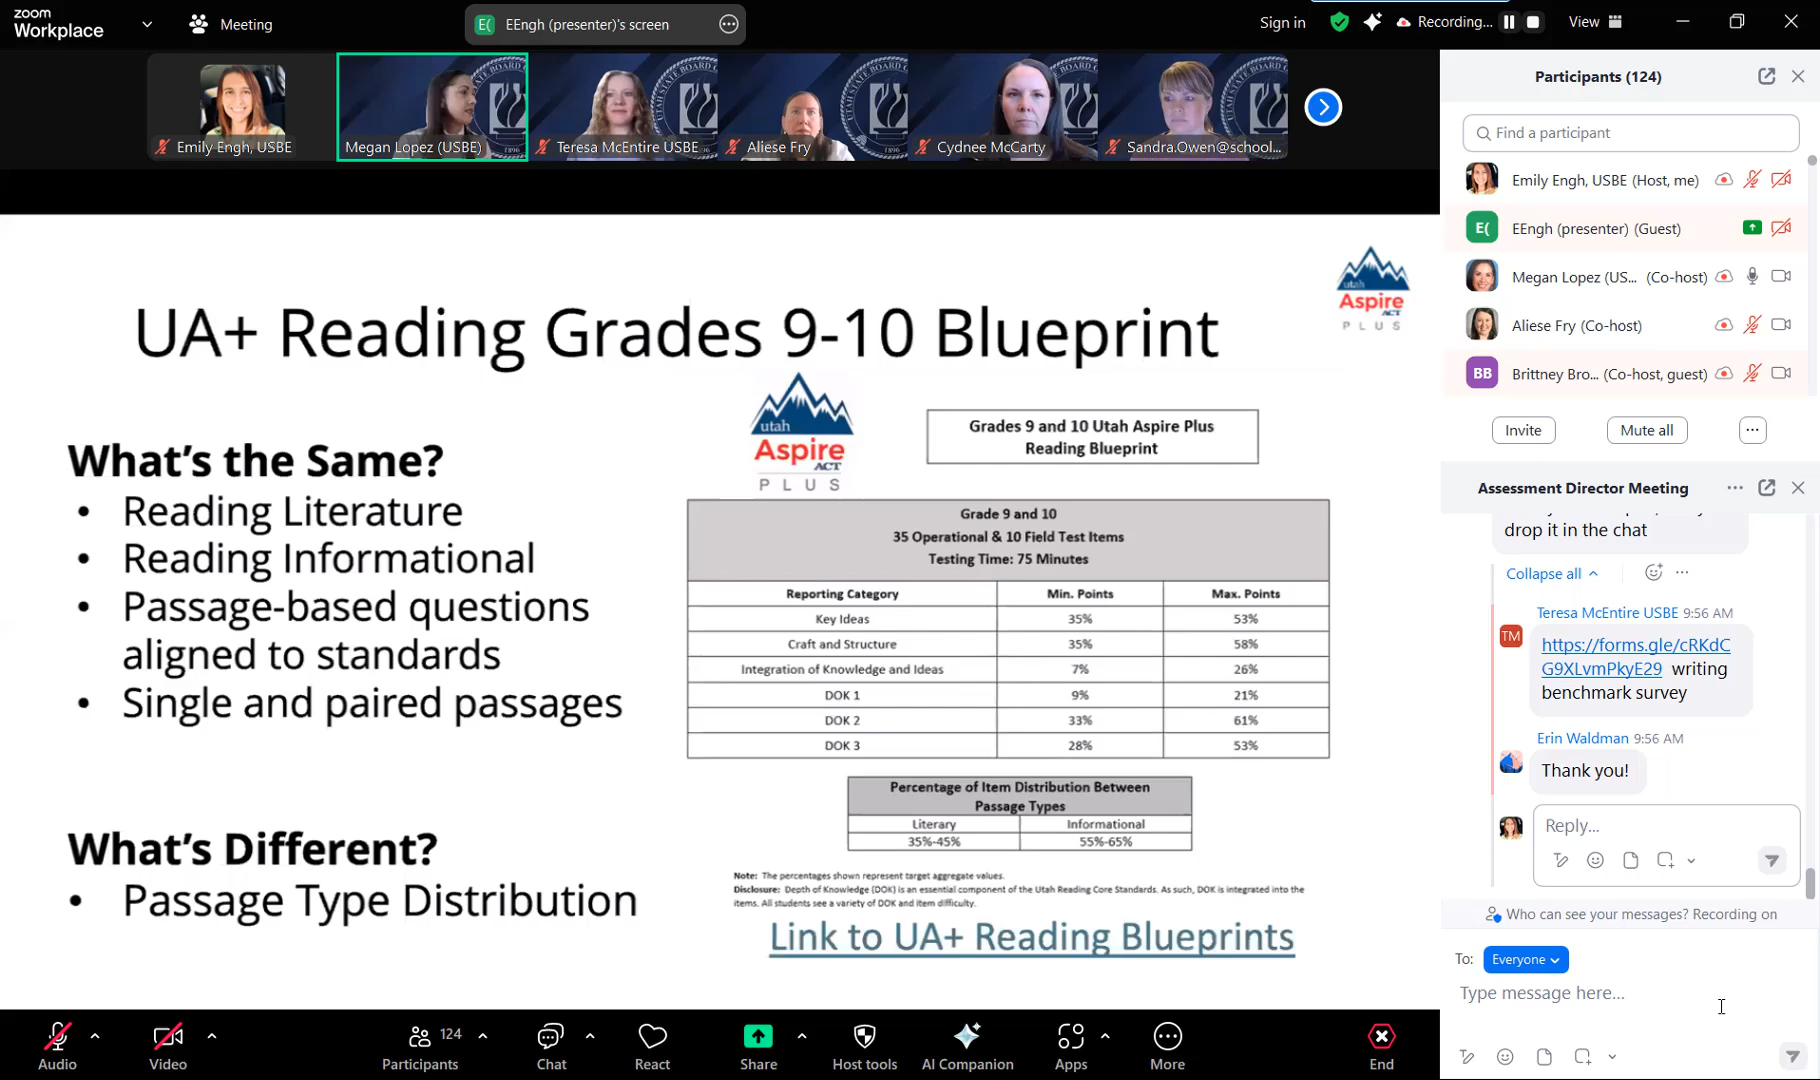 zoom
Workplace
Meeting
E( EEngh (presenter)'s screen
Sign in
Recording...
View
Emily Engh, USBE
Megan Lopez (USBE)
Teresa McEntire USBE
Aliese Fry
Cydnee McCarty
Sandra.Owen@school...
UA+ Reading Grades 9-10 Blueprint
utah
Aspire
ACT
PLUS
What's the Same?
• Reading Literature
• Reading Informational
• Passage-based questions
aligned to standards
• Single and paired passages
What's Different?
• Passage Type Distribution
utah
Aspire
ACT
PLUS
Grades 9 and 10 Utah Aspire Plus
Reading Blueprint
Grade 9 and 10
35 Operational & 10 Field Test Items
Testing Time: 75 Minutes
Reporting Category Min. Points Max. Points
Key Ideas 35% 53%
Craft and Structure 35% 58%
Integration of Knowledge and Ideas 7% 26%
DOK 1 9% 21%
DOK 2 33% 61%
DOK 3 28% 53%
Percentage of Item Distribution Between
Passage Types
Literary Informational
35%-45% 55%-65%
Note: The percentages shown represent target aggregate values.
Disclosure: Depth of Knowledge (DOK) is an essential component of the Utah Reading Core Standards. As such, DOK is integrated into the
items. All students see a variety of DOK and item difficulty.
Link to UA+ Reading Blueprints
Participants (124)
Find a participant
Emily Engh, USBE (Host, me)
E( EEngh (presenter) (Guest)
Megan Lopez (US... (Co-host)
Aliese Fry (Co-host)
BB Brittney Bro... (Co-host, guest)
Invite
Mute all
Assessment Director Meeting
drop it in the chat
Collapse all
Teresa McEntire USBE 9:56 AM
TM
https://forms.gle/cRKdC
G9XLvmPkyE29 writing
benchmark survey
Erin Waldman 9:56 AM
Thank you!
Reply...
Who can see your messages? Recording on
To: Everyone
Type message here...
Audio
Video
124
Participants
Chat
React
Share
Host tools
AI Companion
Apps
More
End